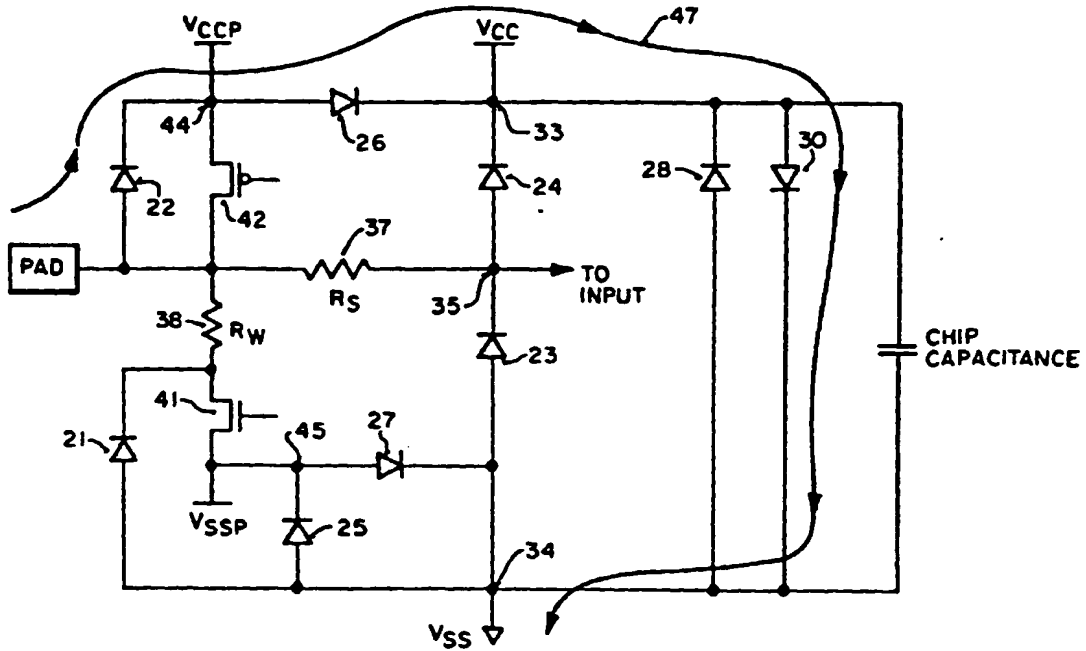 VCCP
VCC
47
44
26
33
30
22
42
24
28
37
PAD
35
TO
INPUT
RS
38
RW
23
CHIP
CAPACITANCE
41
27
21
45
VSSP
25
34
VSS